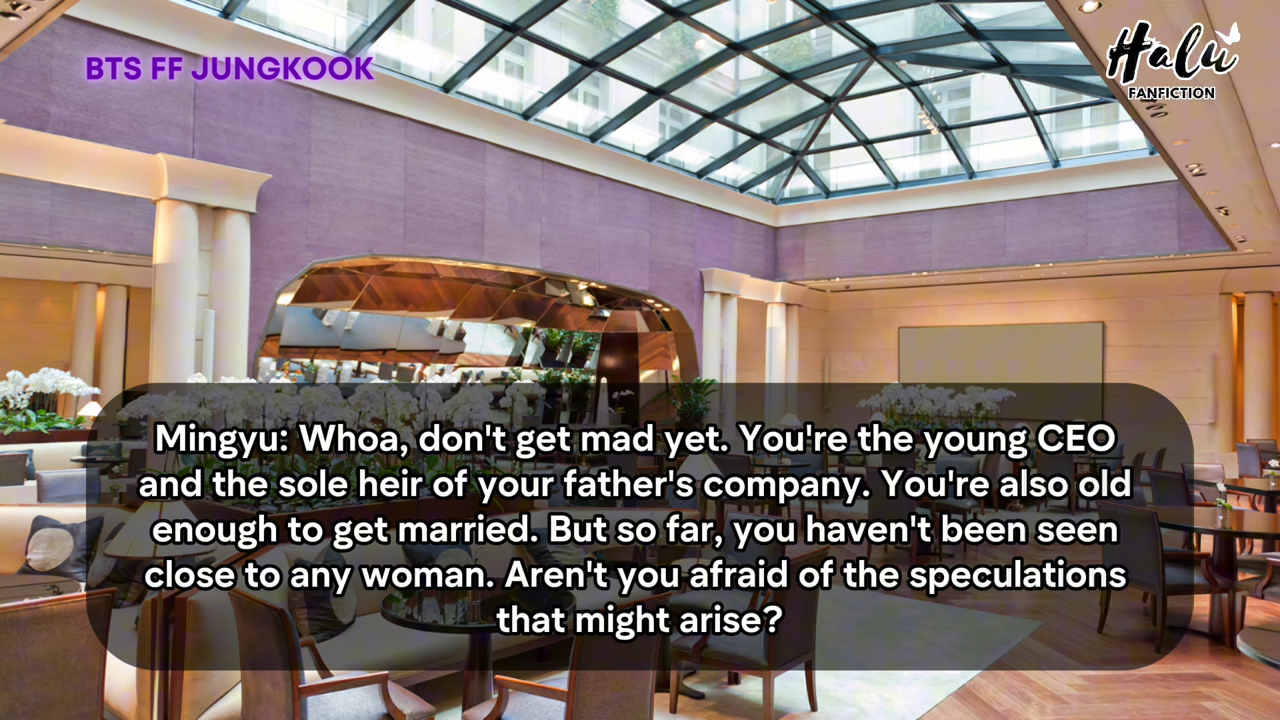 BTS FF JUNGKOOK
Halu
FANFICTION
Mingyu: Whoa, don't get mad yet. You're the young CEO
and the sole heir of your father's company. You're also old
enough to get married. But so far, you haven't been seen
close to any woman. Aren't you afraid of the speculations
that might arise?